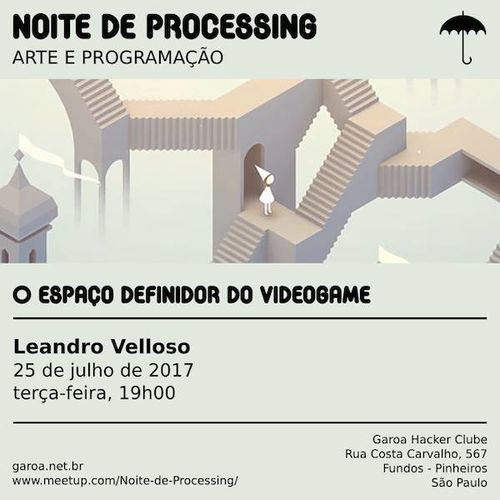 NOITE DE PROCESSING
ARTE E PROGRAMAÇÃO
O ESPAÇO DEFINIDOR DO VIDEOGAME
Leandro Velloso
25 de julho de 2017
terça-feira, 19h00
garoa.net.br
www.meetup.com/Noite-de-Processing/
Garoa Hacker Clube
Rua Costa Carvalho, 567
Fundos - Pinheiros
São Paulo